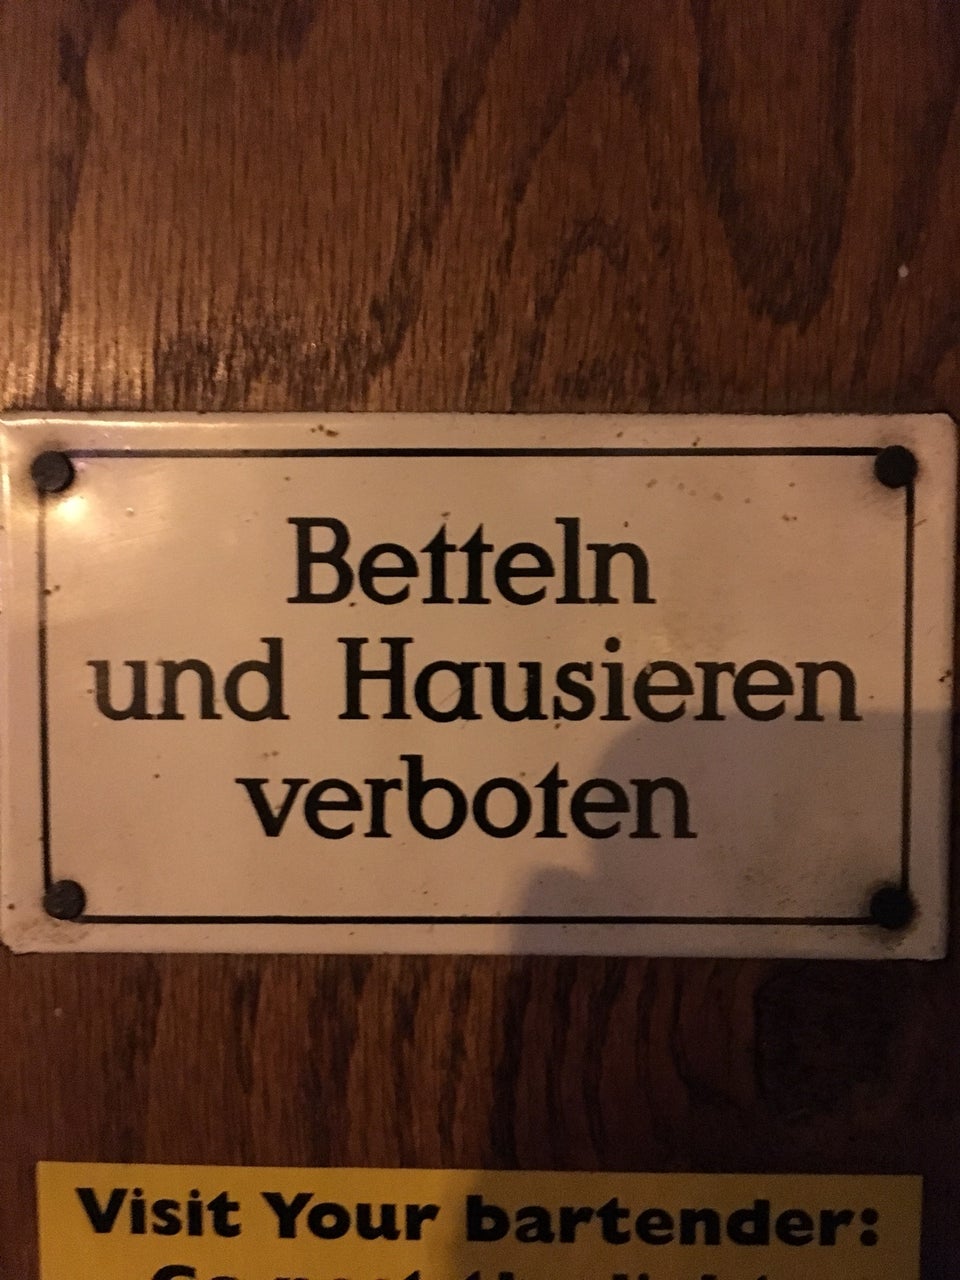 Betteln
und Hausieren
verboten
Visit Your bartender: